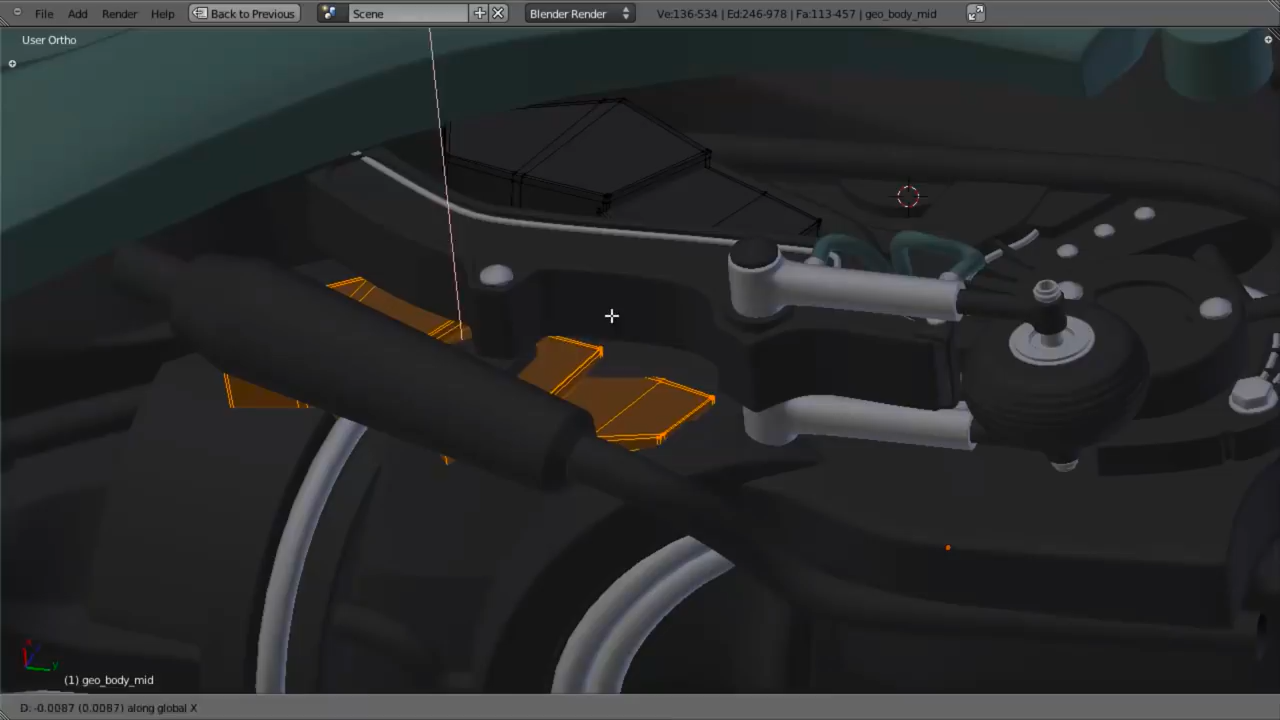 File Add Render Help Back to Previous Scene Blender Render Ve:136-534 | Ed:246-978 | Fa:113-457 | geo_body_mid
User Ortho
(1) geo_body_mid
D: -0.0087 (0.0087) along global X